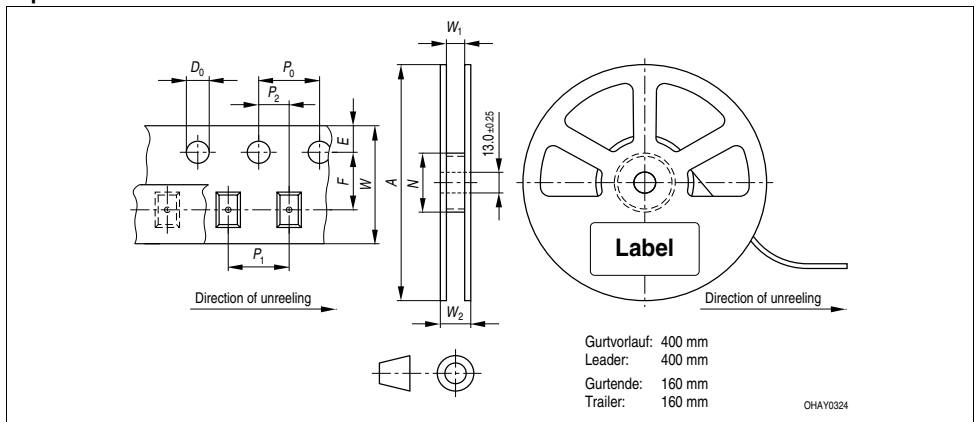 W1
D0
P0
P2
E
F
W
A
N
13.0 ±0.25
Label
P1
Direction of unreeling
W2
Direction of unreeling
Gurtvorlauf: 400 mm
Leader: 400 mm
Gurtende: 160 mm
Trailer: 160 mm
OHAY0324